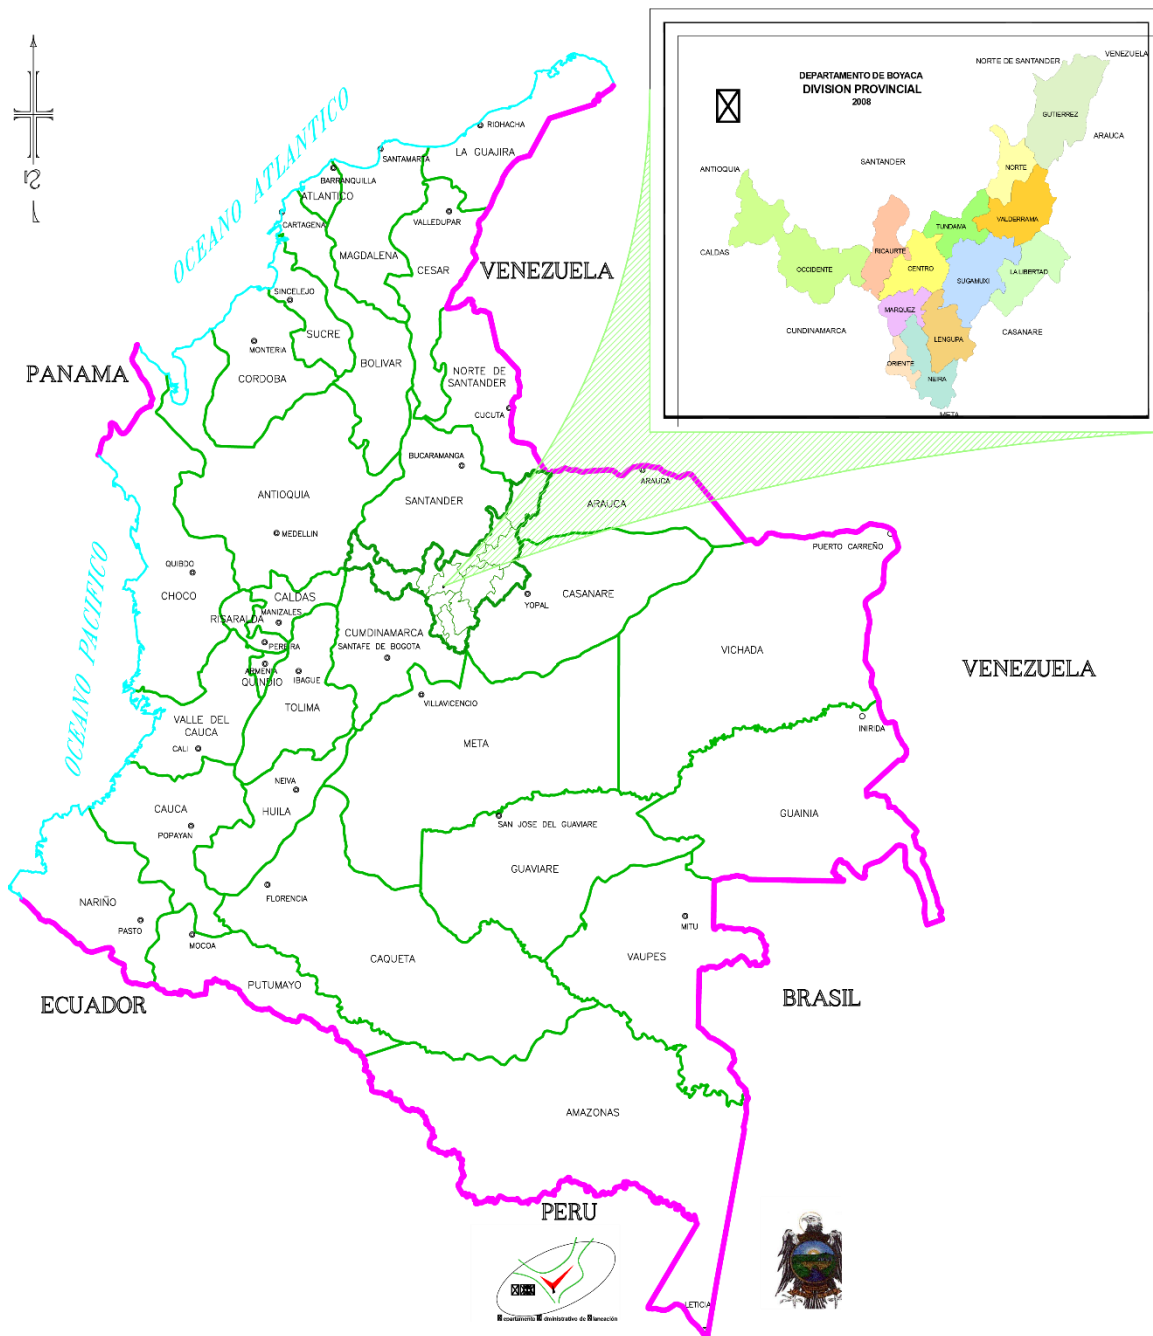 DEPARTAMENTO DE BOYACA
DIVISION PROVINCIAL
2008
VENEZUELA
NORTE DE SANTANDER
GUTIERREZ
ARAUCA
SANTANDER
ANTIOQUIA
NORTE
VALDERRAMA
TUNDAMA
CALDAS
RICAURTE
CENTRO
OCCIDENTE
SUGAMUXI
LA LIBERTAD
MARQUEZ
CUNDINAMARCA
CASANARE
LENGUPA
ORIENTE
NEIRA
META
OCEANO ATLANTICO
RIOHACHA
LA GUAJIRA
SANTAMARTA
BARRANQUILLA
ATLANTICO
CARTAGENA
VALLEDUPAR
MAGDALENA
CESAR
VENEZUELA
SINCELEJO
SUCRE
MONTERIA
BOLIVAR
PANAMA
CORDOBA
NORTE DE
SANTANDER
CUCUTA
BUCARAMANGA
ARAUCA
ANTIOQUIA
SANTANDER
ARAUCA
MEDELLIN
PUERTO CARREÑO
QUIBDO
CHOCO
CALDAS
YOPAL
CASANARE
RISARALDA
MANIZALES
CUMDINAMARCA
PEREIRA
SANTAFE DE BOGOTA
VICHADA
ARMENIA
QUINDIO
IBAGUE
VENEZUELA
OCEANO PACIFICO
VILLAVICENCIO
TOLIMA
VALLE DEL
CAUCA
INIRIDA
CALI
META
NEIVA
CAUCA
HUILA
GUAINIA
POPAYAN
SAN JOSE DEL GUAVIARE
GUAVIARE
FLORENCIA
NARIÑO
PASTO
MITU
MOCOA
CAQUETA
VAUPES
PUTUMAYO
ECUADOR
BRASIL
AMAZONAS
PERU
LETICIA
epartamento dministrativo de laneación